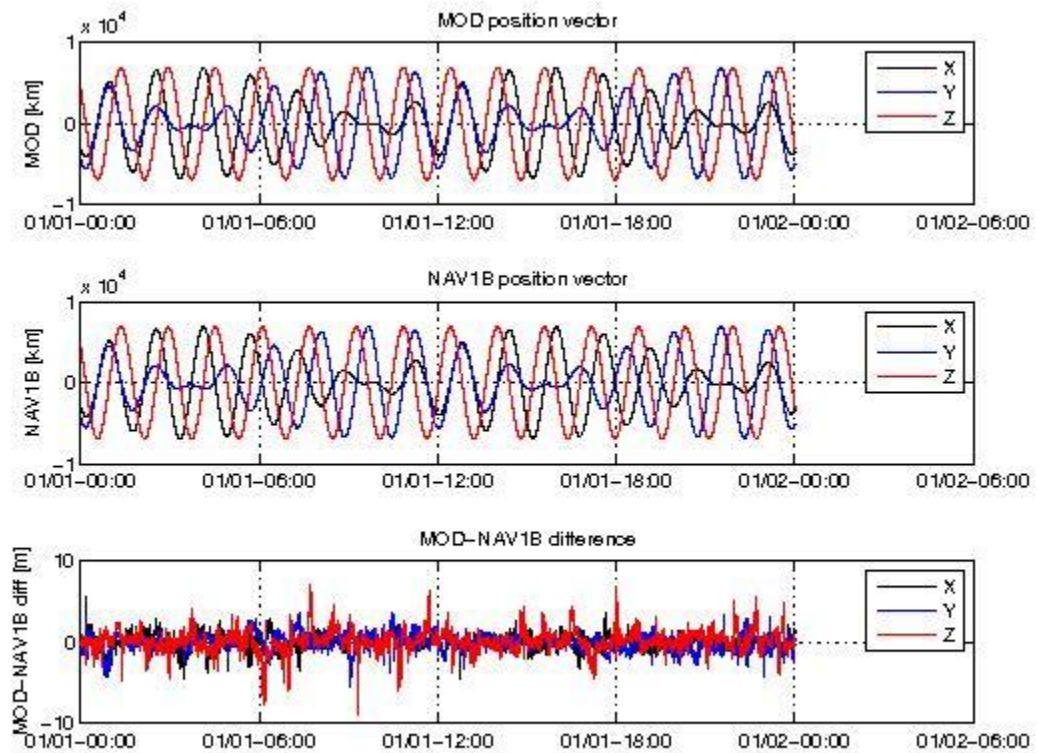 MOD position vector
x 10^4
1
0
−1
MOD [km]
X
Y
Z
01/01−00:00 01/01−06:00 01/01−12:00 01/01−18:00 01/02−00:00 01/02−06:00
NAV1B position vector
x 10^4
1
0
−1
NAV1B [km]
X
Y
Z
01/01−00:00 01/01−06:00 01/01−12:00 01/01−18:00 01/02−00:00 01/02−06:00
MOD−NAV1B difference
10
0
−10
MOD−NAV1B diff [m]
X
Y
Z
01/01−00:00 01/01−06:00 01/01−12:00 01/01−18:00 01/02−00:00 01/02−06:00